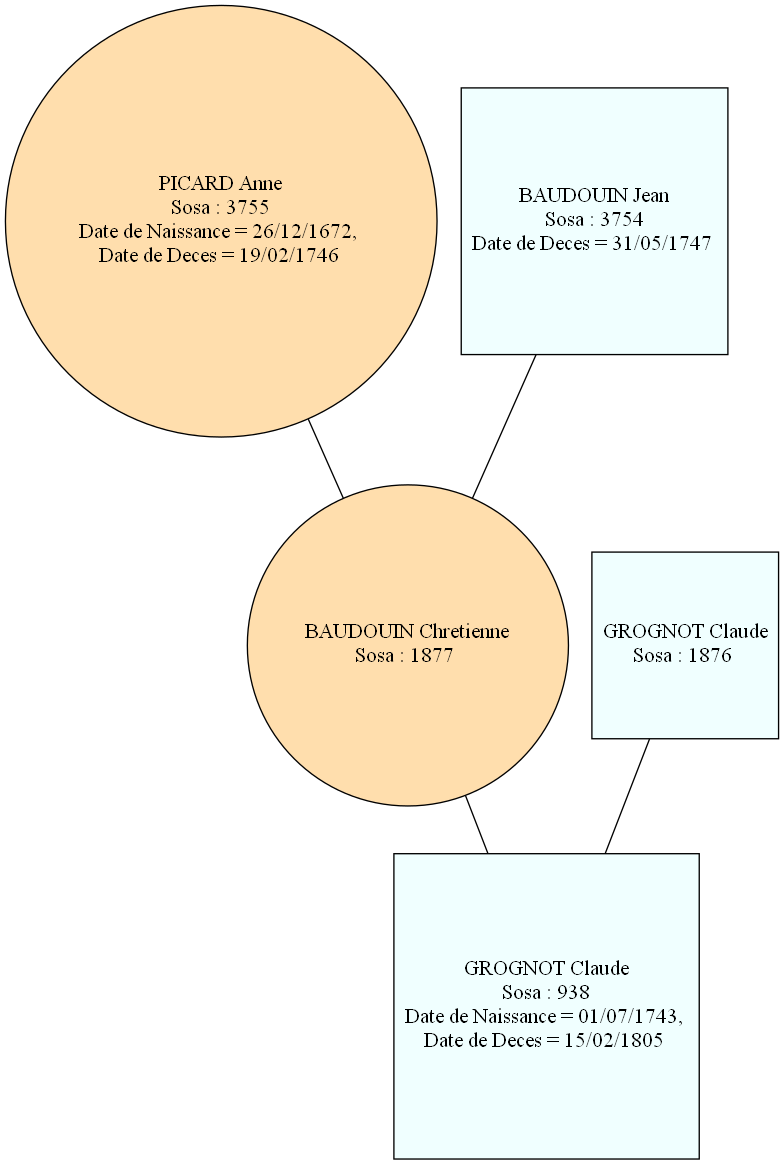 PICARD Anne
Sosa : 3755
Date de Naissance = 26/12/1672,
Date de Deces = 19/02/1746
BAUDOUIN Jean
Sosa : 3754
Date de Deces = 31/05/1747
BAUDOUIN Chretienne
Sosa : 1877
GROGNOT Claude
Sosa : 1876
GROGNOT Claude
Sosa : 938
Date de Naissance = 01/07/1743,
Date de Deces = 15/02/1805